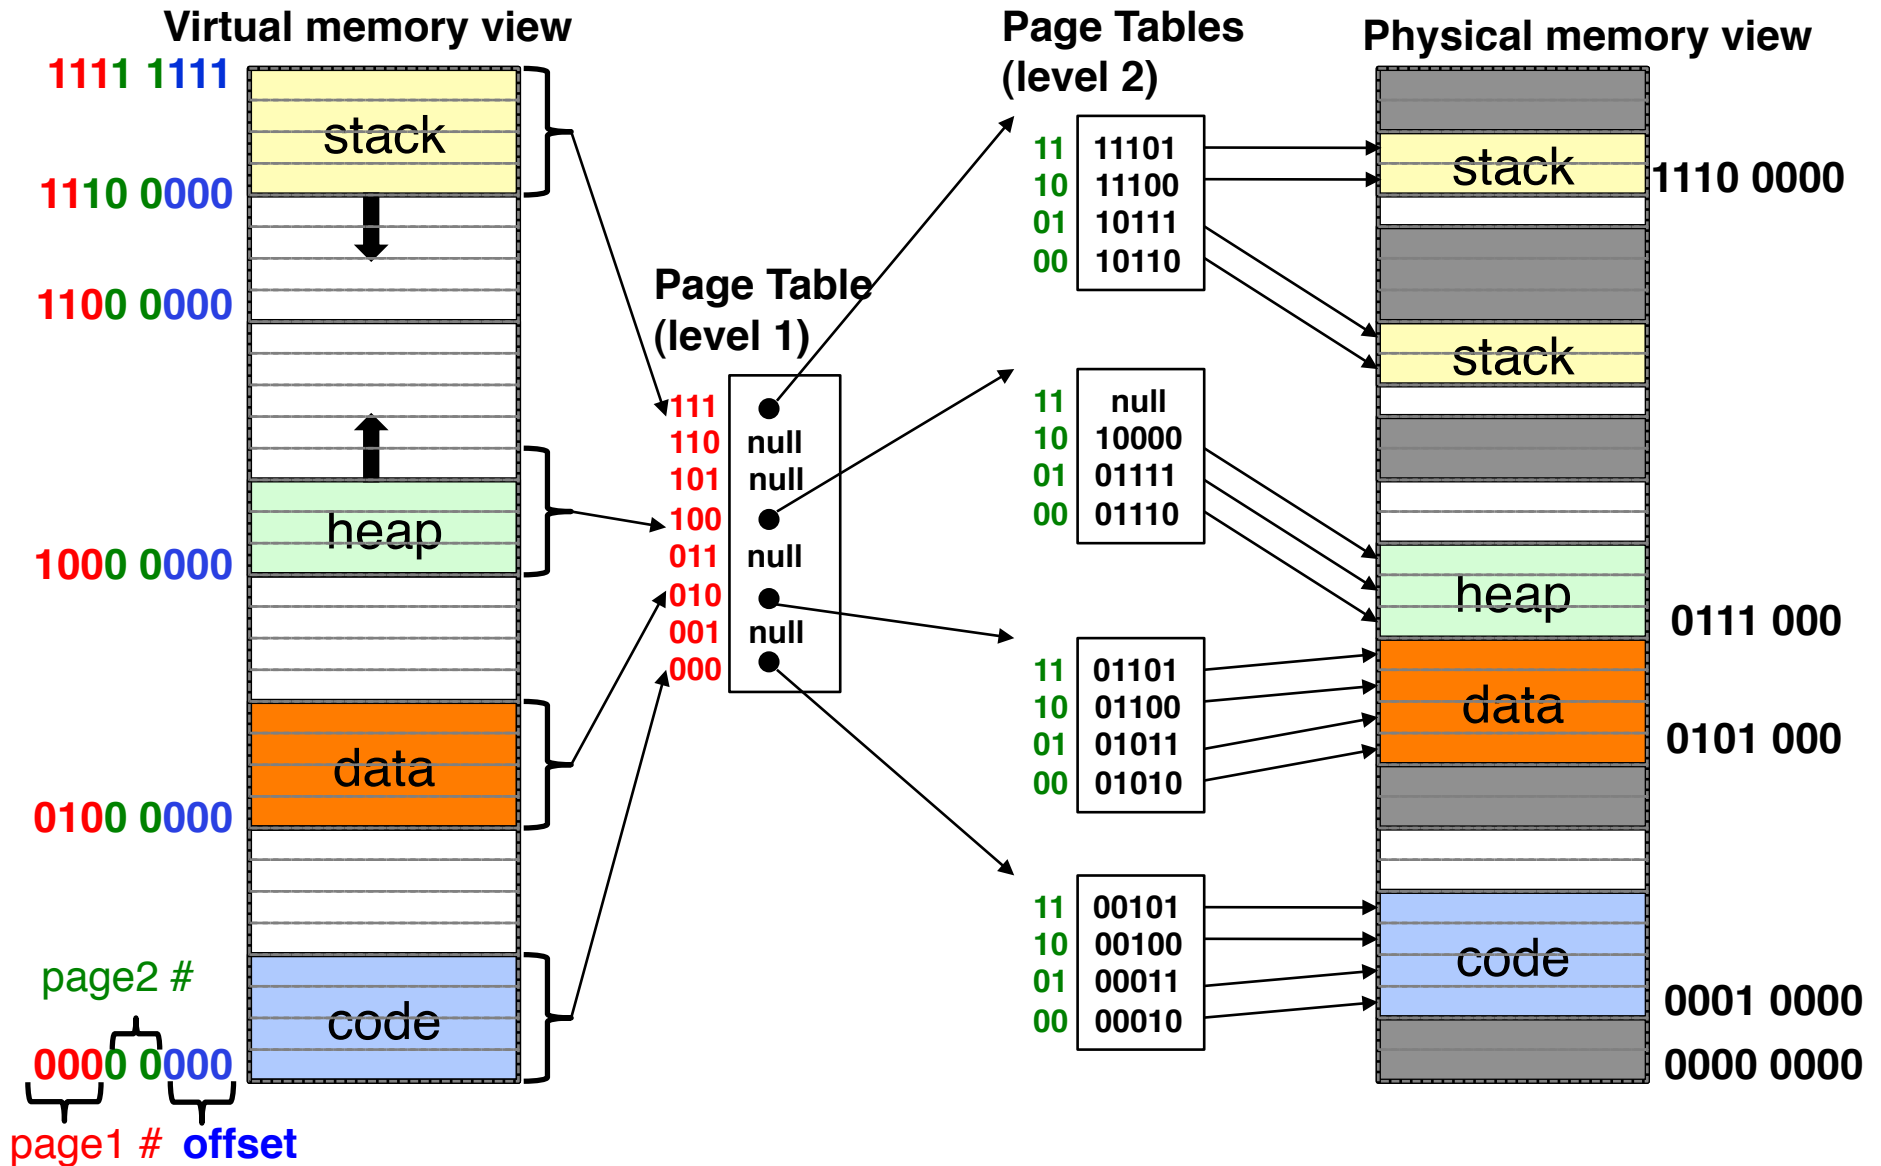 Virtual memory view
1111 1111
stack
1110 0000
1100 0000
heap
1000 0000
data
0100 0000
page2 #
code
0000 0000
page1 # offset
Page Table
(level 1)
111
110 null
101 null
100
011 null
010
001 null
000
Page Tables
(level 2)
11 11101
10 11100
01 10111
00 10110
11 null
10 10000
01 01111
00 01110
11 01101
10 01100
01 01011
00 01010
11 00101
10 00100
01 00011
00 00010
Physical memory view
stack 1110 0000
stack
heap
0111 000
data
0101 000
code
0001 0000
0000 0000